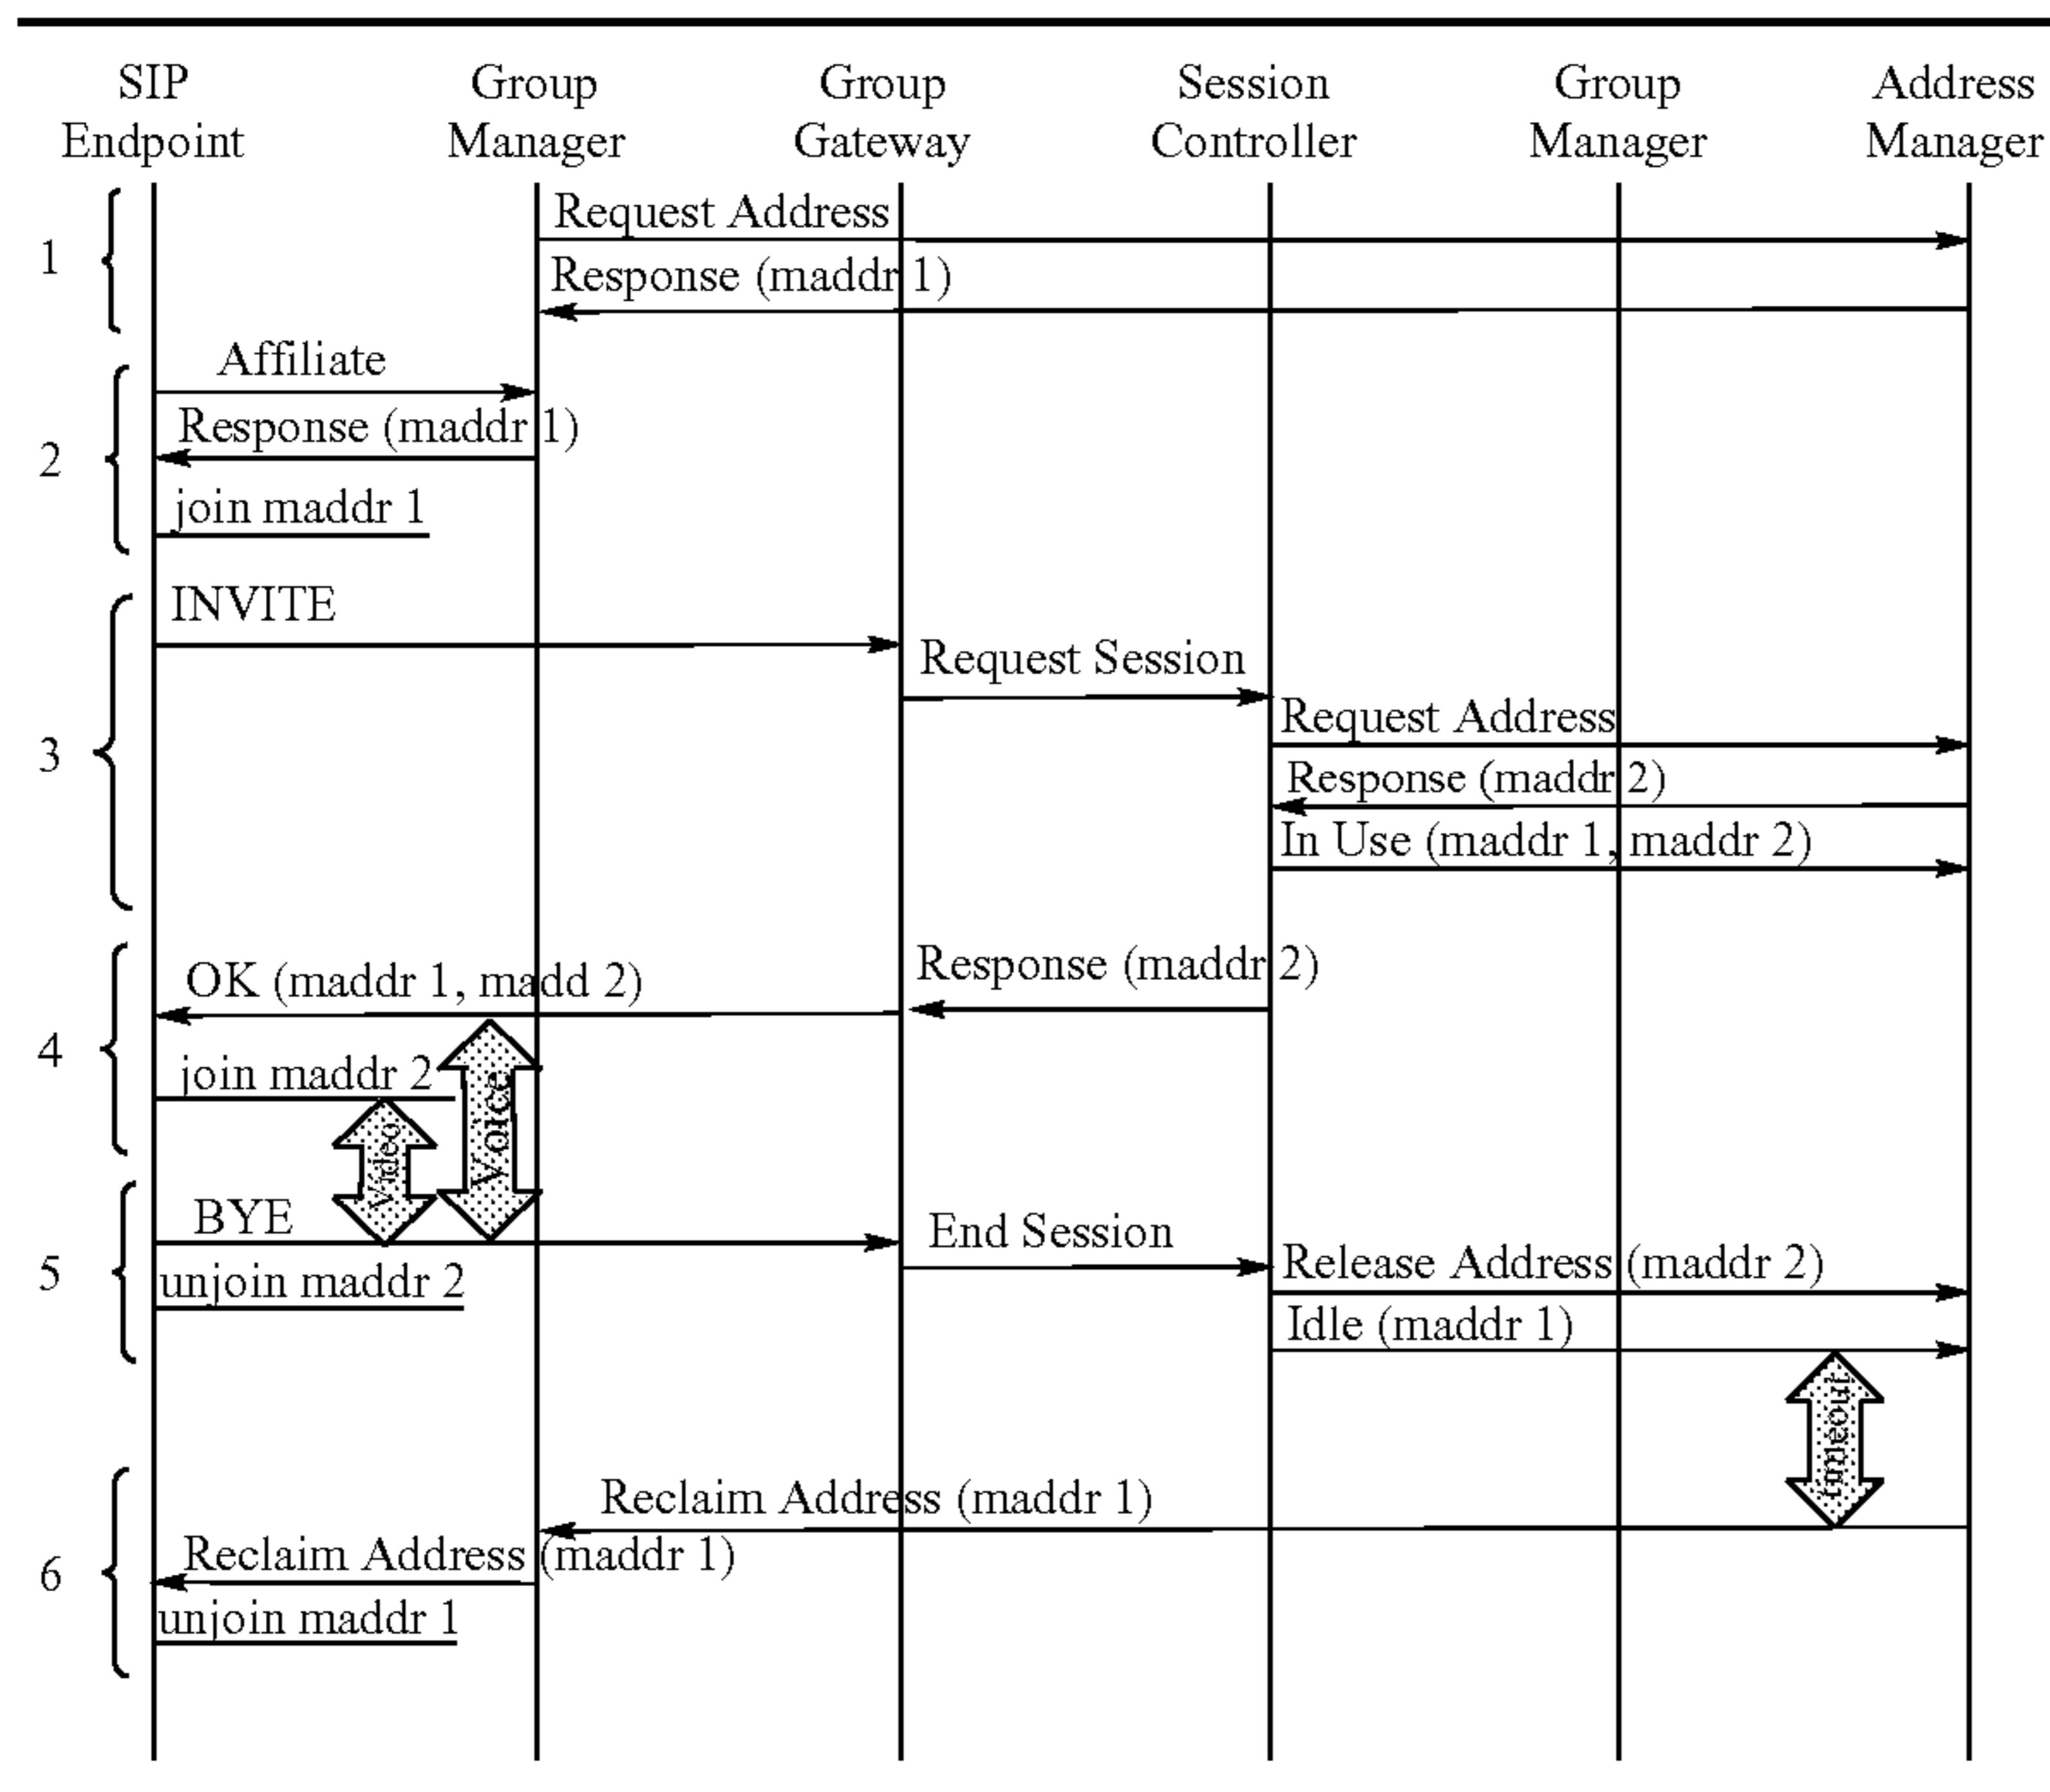 SIP Endpoint
Group Manager
Group Gateway
Session Controller
Group Manager
Address Manager
1
Request Address
Response (maddr 1)
2
Affiliate
Response (maddr 1)
join maddr 1
3
INVITE
Request Session
Request Address
Response (maddr 2)
In Use (maddr 1, maddr 2)
4
Response (maddr 2)
OK (maddr 1, madd 2)
join maddr 2
Video
Voice
5
BYE
End Session
unjoin maddr 2
Release Address (maddr 2)
Idle (maddr 1)
6
Reclaim Address (maddr 1)
Reclaim Address (maddr 1)
unjoin maddr 1